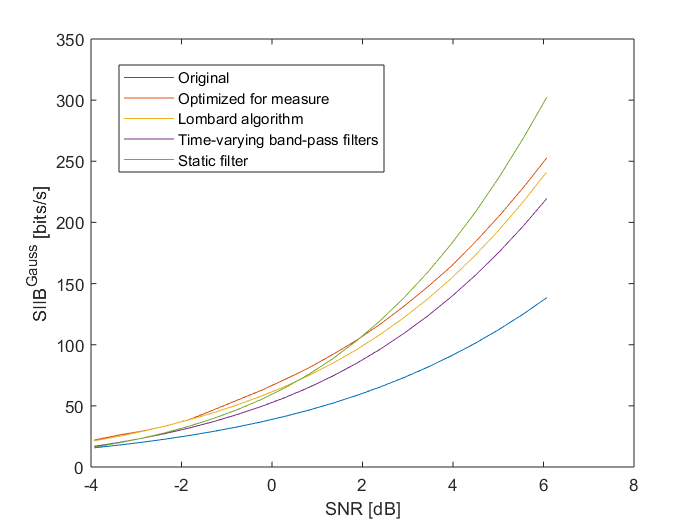 350
300
250
200
150
100
50
0
-4
-2
0
2
4
6
8
SNR [dB]
SIIB^Gauss [bits/s]
Original
Optimized for measure
Lombard algorithm
Time-varying band-pass filters
Static filter